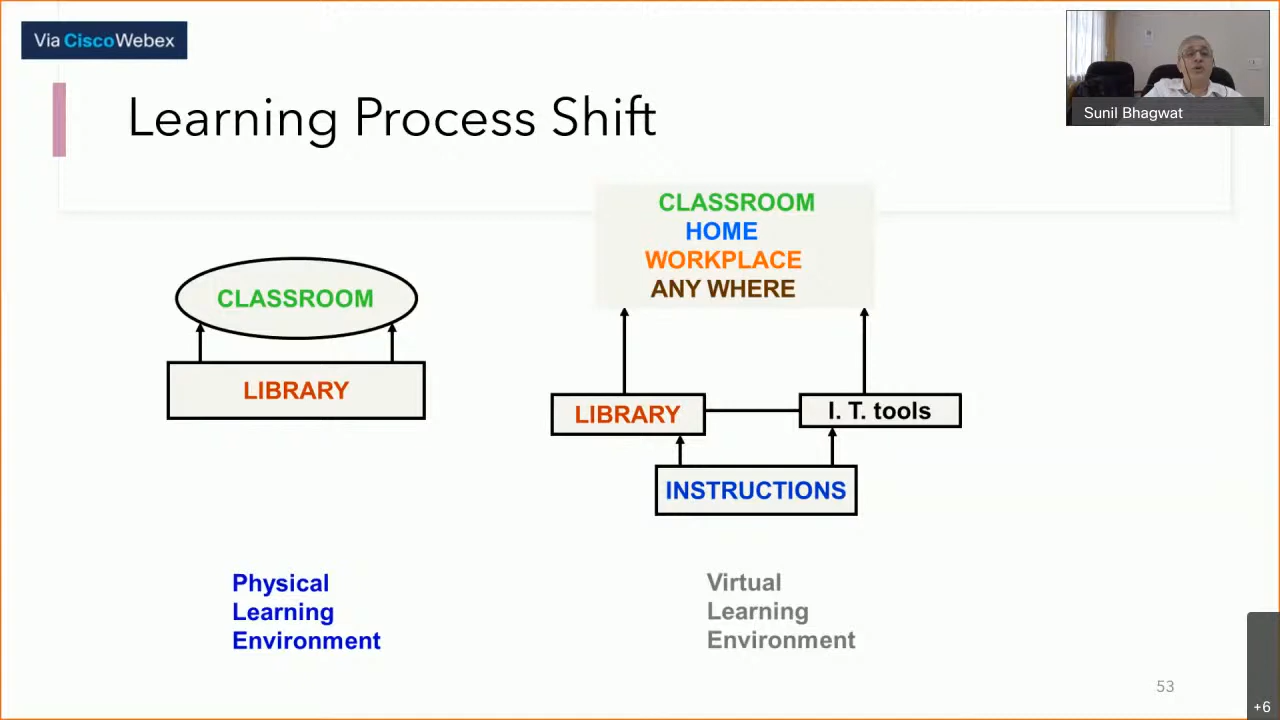 Via CiscoWebex
Sunil Bhagwat
Learning Process Shift
CLASSROOM
LIBRARY
CLASSROOM
HOME
WORKPLACE
ANY WHERE
LIBRARY
I. T. tools
INSTRUCTIONS
Physical
Learning
Environment
Virtual
Learning
Environment
53
+6